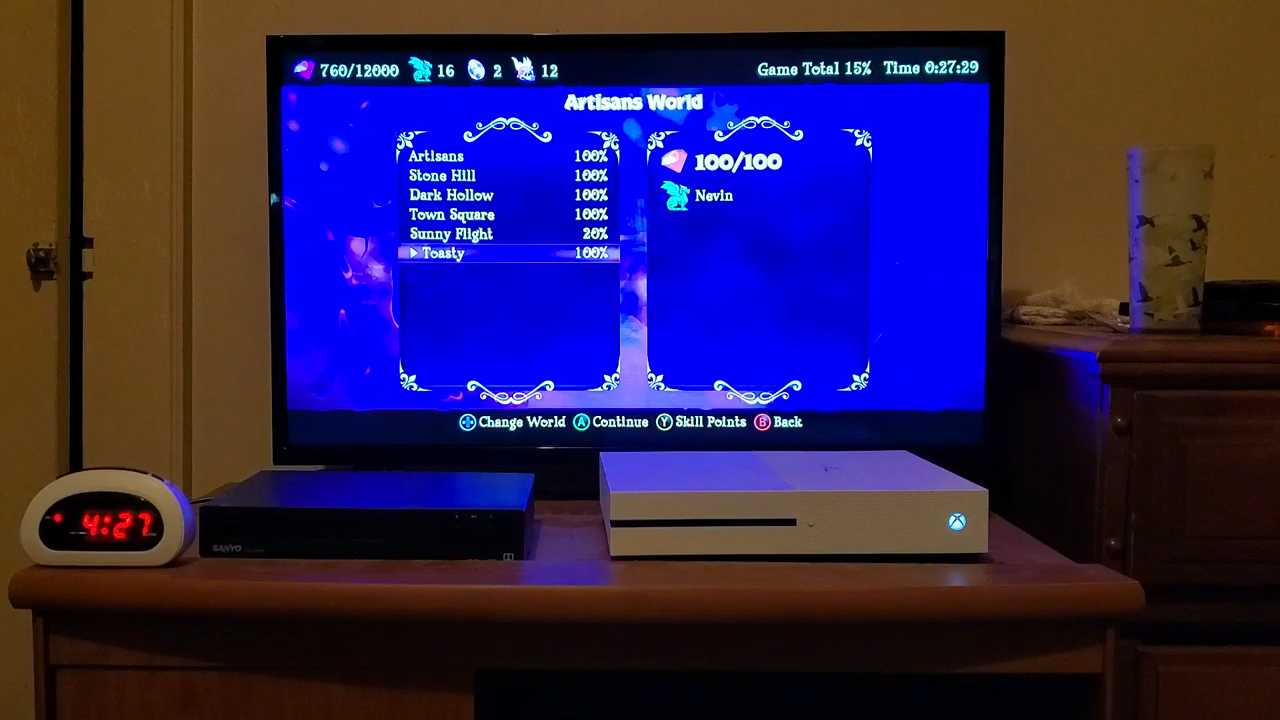 760/12000 16 2 12 Game Total 15% Time 0:27:29
Artisans World
Artisans 100%
Stone Hill 100%
Dark Hollow 100%
Town Square 100%
Sunny Flight 20%
Toasty 100%
100/100
Nevin
Change World A Continue Y Skill Points B Back
4:27
SANYO